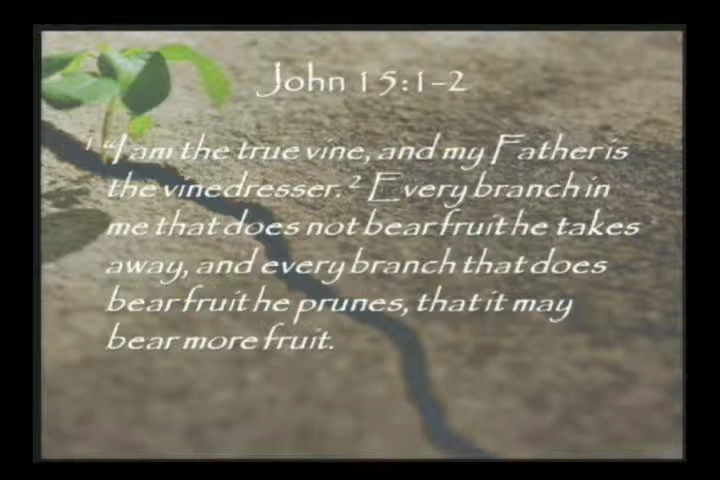 John 15:1-2
1 “I am the true vine, and my Father is
the vinedresser. 2 Every branch in
me that does not bear fruit he takes
away, and every branch that does
bear fruit he prunes, that it may
bear more fruit.